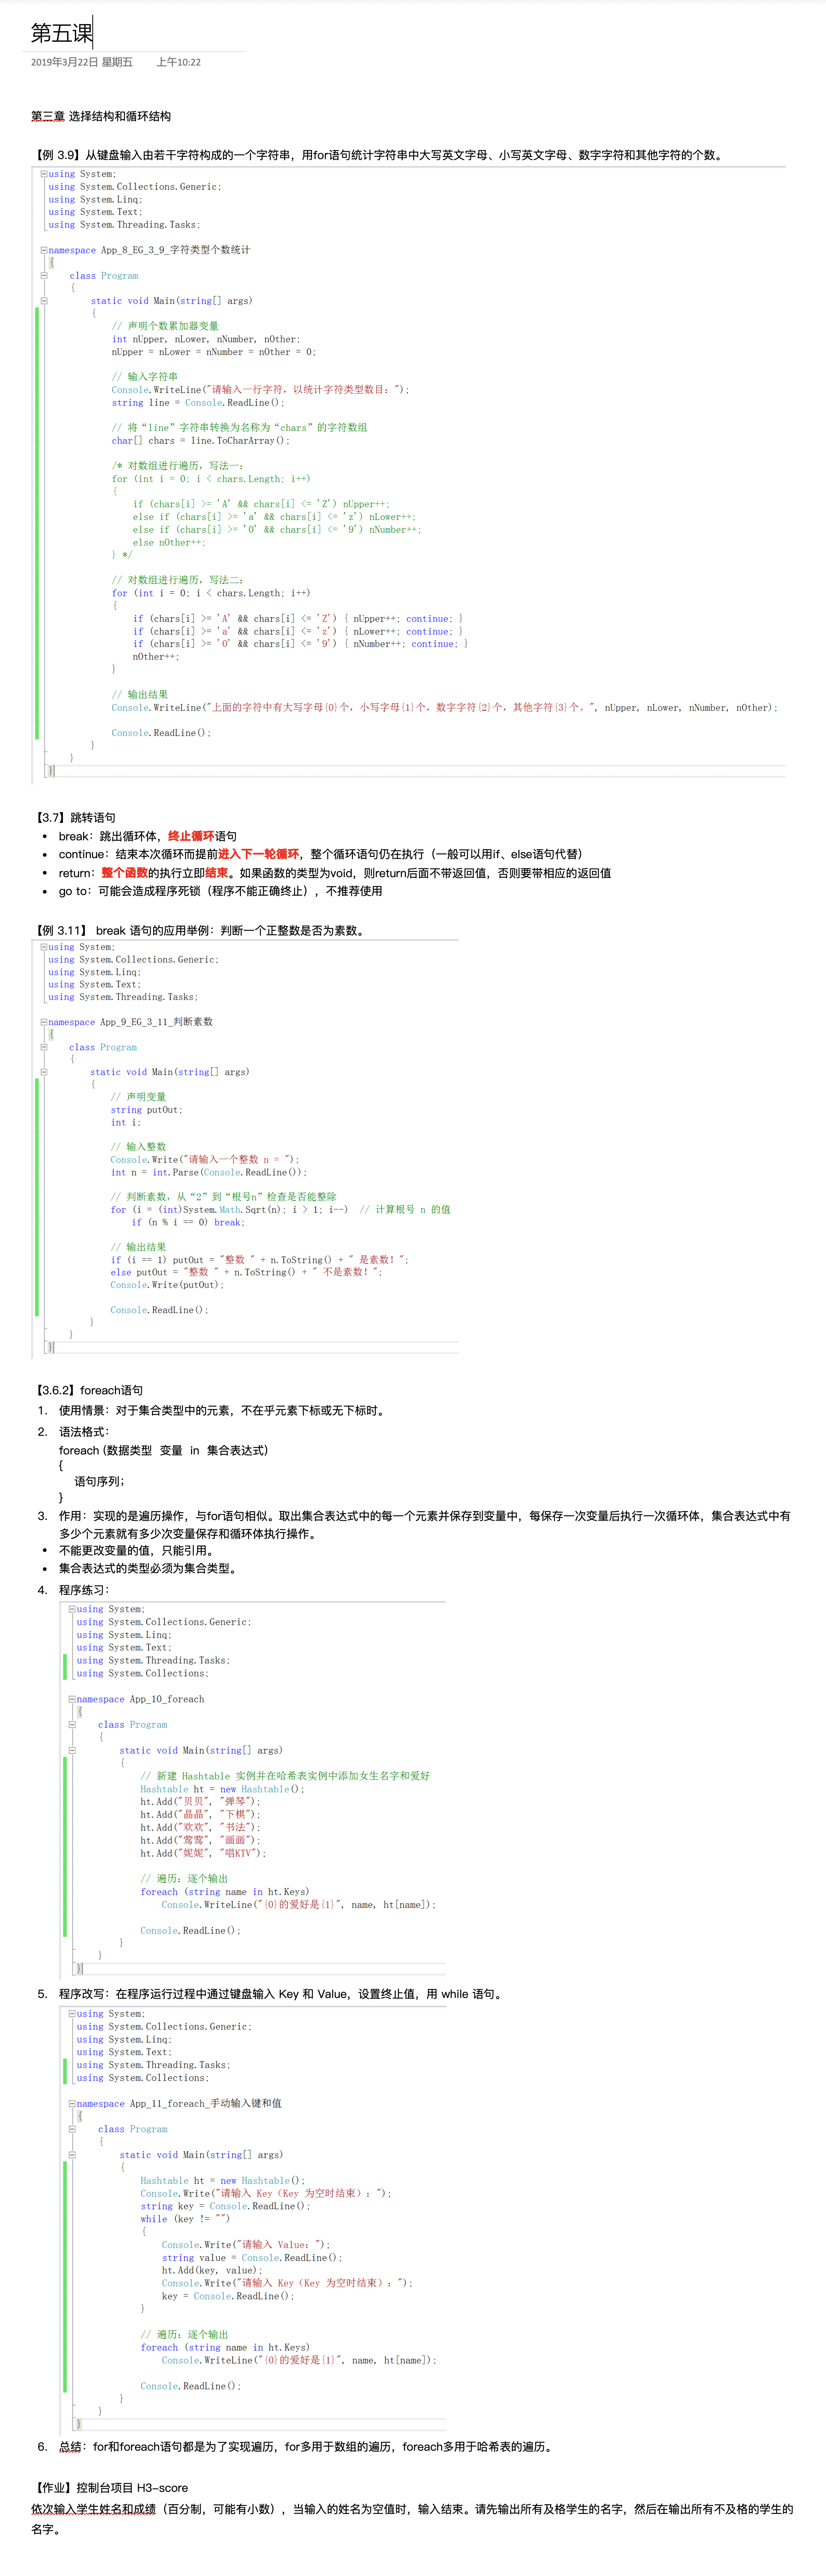 第五课
2019年3月22日 星期五 上午10:22
第三章 选择结构和循环结构
【例 3.9】从键盘输入由若干字符构成的一个字符串，用for语句统计字符串中大写英文字母、小写英文字母、数字字符和其他字符的个数。
using System;
using System.Collections.Generic;
using System.Linq;
using System.Text;
using System.Threading.Tasks;
namespace App_8_EG_3_9_字符类型个数统计
{
class Program
{
static void Main(string[] args)
{
// 声明个数累加器变量
int nUpper, nLower, nNumber, nOther;
nUpper = nLower = nNumber = nOther = 0;
// 输入字符串
Console.WriteLine("请输入一行字符，以统计字符类型数目：");
string line = Console.ReadLine();
// 将“line”字符串转换为名称为“chars”的字符数组
char[] chars = line.ToCharArray();
/* 对数组进行遍历，写法一：
for (int i = 0; i < chars.Length; i++)
{
if (chars[i] >= 'A' && chars[i] <= 'Z') nUpper++;
else if (chars[i] >= 'a' && chars[i] <= 'z') nLower++;
else if (chars[i] >= '0' && chars[i] <= '9') nNumber++;
else nOther++;
} */
// 对数组进行遍历，写法二：
for (int i = 0; i < chars.Length; i++)
{
if (chars[i] >= 'A' && chars[i] <= 'Z') { nUpper++; continue; }
if (chars[i] >= 'a' && chars[i] <= 'z') { nLower++; continue; }
if (chars[i] >= '0' && chars[i] <= '9') { nNumber++; continue; }
nOther++;
}
// 输出结果
Console.WriteLine("上面的字符中有大写字母{0}个，小写字母{1}个，数字字符{2}个，其他字符{3}个。", nUpper, nLower, nNumber, nOther);
Console.ReadLine();
}
}
}
【3.7】跳转语句
• break：跳出循环体，终止循环语句
• continue：结束本次循环而提前进入下一轮循环，整个循环语句仍在执行（一般可以用if、else语句代替）
• return：整个函数的执行立即结束。如果函数的类型为void，则return后面不带返回值，否则要带相应的返回值
• go to：可能会造成程序死锁（程序不能正确终止），不推荐使用
【例 3.11】 break 语句的应用举例：判断一个正整数是否为素数。
using System;
using System.Collections.Generic;
using System.Linq;
using System.Text;
using System.Threading.Tasks;
namespace App_9_EG_3_11_判断素数
{
class Program
{
static void Main(string[] args)
{
// 声明变量
string putOut;
int i;
// 输入整数
Console.Write("请输入一个整数 n = ");
int n = int.Parse(Console.ReadLine());
// 判断素数，从“2”到“根号n”检查是否能整除
for (i = (int)System.Math.Sqrt(n); i > 1; i--) // 计算根号 n 的值
if (n % i == 0) break;
// 输出结果
if (i == 1) putOut = "整数 " + n.ToString() + " 是素数！";
else putOut = "整数 " + n.ToString() + " 不是素数！";
Console.Write(putOut);
Console.ReadLine();
}
}
}
【3.6.2】foreach语句
1. 使用情景：对于集合类型中的元素，不在乎元素下标或无下标时。
2. 语法格式：
foreach (数据类型 变量 in 集合表达式)
{
语句序列；
}
3. 作用：实现的是遍历操作，与for语句相似。取出集合表达式中的每一个元素并保存到变量中，每保存一次变量后执行一次循环体，集合表达式中有
多少个元素就有多少次变量保存和循环体执行操作。
• 不能更改变量的值，只能引用。
• 集合表达式的类型必须为集合类型。
4. 程序练习：
using System;
using System.Collections.Generic;
using System.Linq;
using System.Text;
using System.Threading.Tasks;
using System.Collections;
namespace App_10_foreach
{
class Program
{
static void Main(string[] args)
{
// 新建 Hashtable 实例并在哈希表实例中添加女生名字和爱好
Hashtable ht = new Hashtable();
ht.Add("贝贝", "弹琴");
ht.Add("晶晶", "下棋");
ht.Add("欢欢", "书法");
ht.Add("莺莺", "画画");
ht.Add("妮妮", "唱KTV");
// 遍历：逐个输出
foreach (string name in ht.Keys)
Console.WriteLine("{0}的爱好是{1}", name, ht[name]);
Console.ReadLine();
}
}
}
5. 程序改写：在程序运行过程中通过键盘输入 Key 和 Value，设置终止值，用 while 语句。
using System;
using System.Collections.Generic;
using System.Linq;
using System.Text;
using System.Threading.Tasks;
using System.Collections;
namespace App_11_foreach_手动输入键和值
{
class Program
{
static void Main(string[] args)
{
Hashtable ht = new Hashtable();
Console.Write("请输入 Key（Key 为空时结束）：");
string key = Console.ReadLine();
while (key != "")
{
Console.Write("请输入 Value：");
string value = Console.ReadLine();
ht.Add(key, value);
Console.Write("请输入 Key（Key 为空时结束）：");
key = Console.ReadLine();
}
// 遍历：逐个输出
foreach (string name in ht.Keys)
Console.WriteLine("{0}的爱好是{1}", name, ht[name]);
Console.ReadLine();
}
}
}
6. 总结：for和foreach语句都是为了实现遍历，for多用于数组的遍历，foreach多用于哈希表的遍历。
【作业】控制台项目 H3-score
依次输入学生姓名和成绩（百分制，可能有小数），当输入的姓名为空值时，输入结束。请先输出所有及格学生的名字，然后在输出所有不及格的学生的
名字。